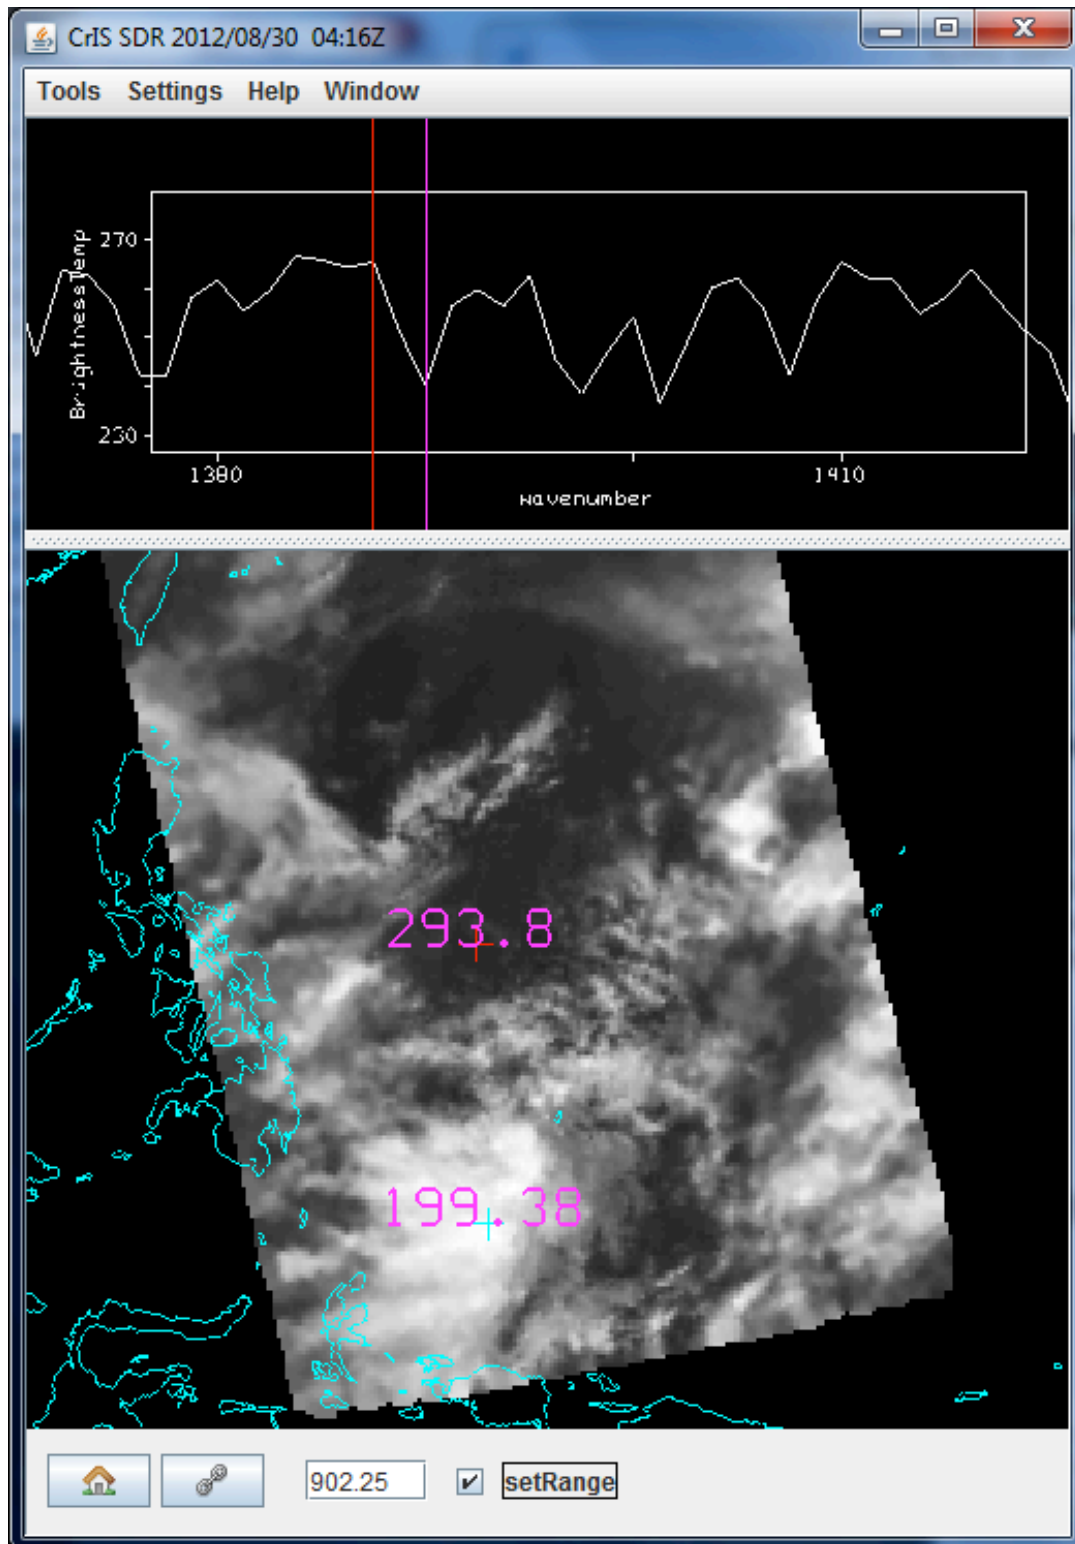 CrIS SDR 2012/08/30 04:16Z
Tools Settings Help Window
BrightnessTemp
270
230
1380
1410
wavenumber
293.8
199.38
902.25
setRange